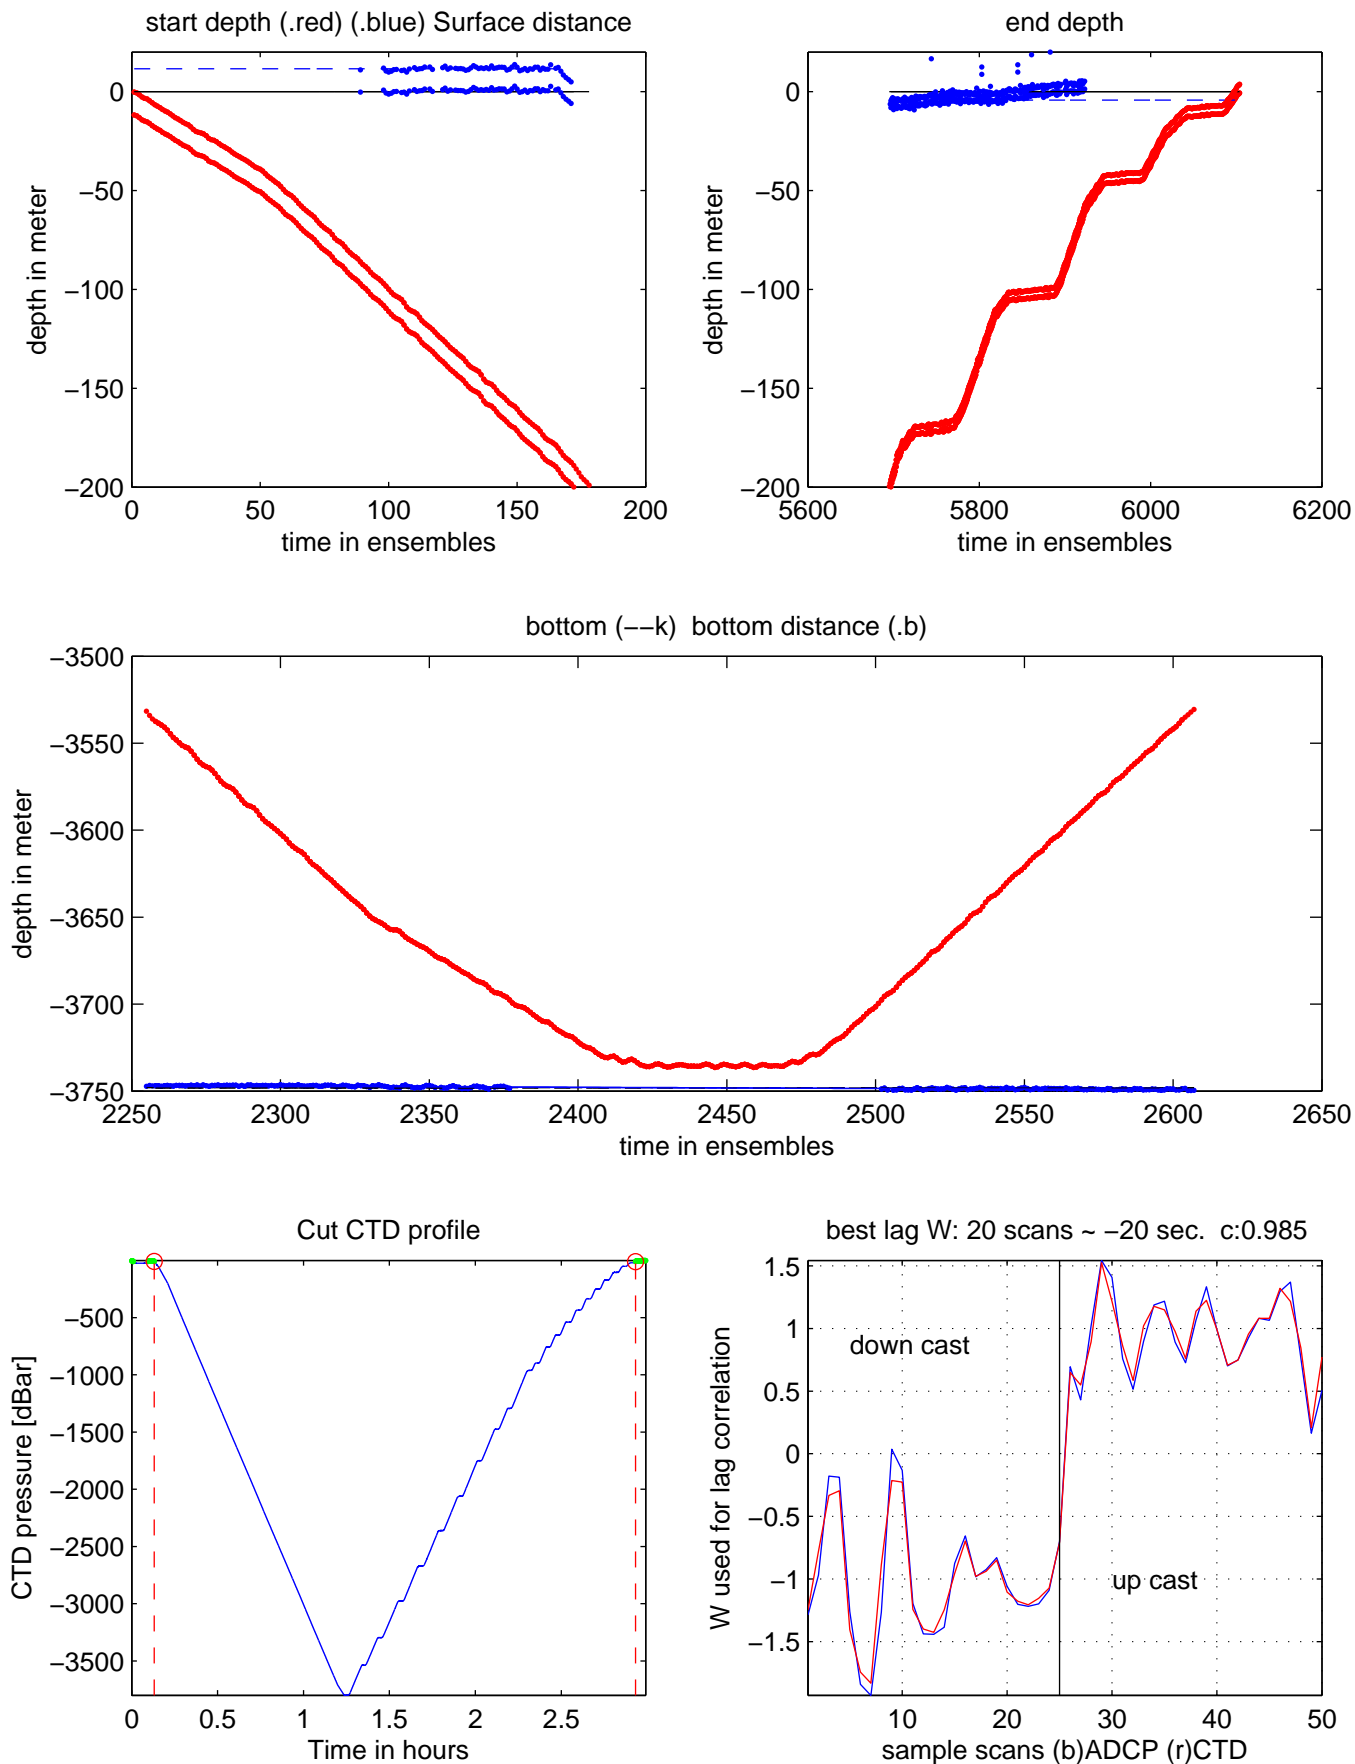 start depth (.red) (.blue) Surface distance
end depth
0
−50
−100
−150
−200
depth in meter
0 50 100 150 200
time in ensembles
0
−50
−100
−150
−200
depth in meter
5600 5800 6000 6200
time in ensembles
bottom (−−k)  bottom distance (.b)
−3500
−3550
−3600
−3650
−3700
−3750
depth in meter
2250 2300 2350 2400 2450 2500 2550 2600 2650
time in ensembles
Cut CTD profile
−500
−1000
−1500
−2000
−2500
−3000
−3500
CTD pressure [dBar]
0 0.5 1 1.5 2 2.5
Time in hours
best lag W: 20 scans ~ −20 sec.  c:0.985
1.5
1
0.5
0
−0.5
−1
−1.5
W used for lag correlation
down cast
up cast
10 20 30 40 50
sample scans (b)ADCP (r)CTD